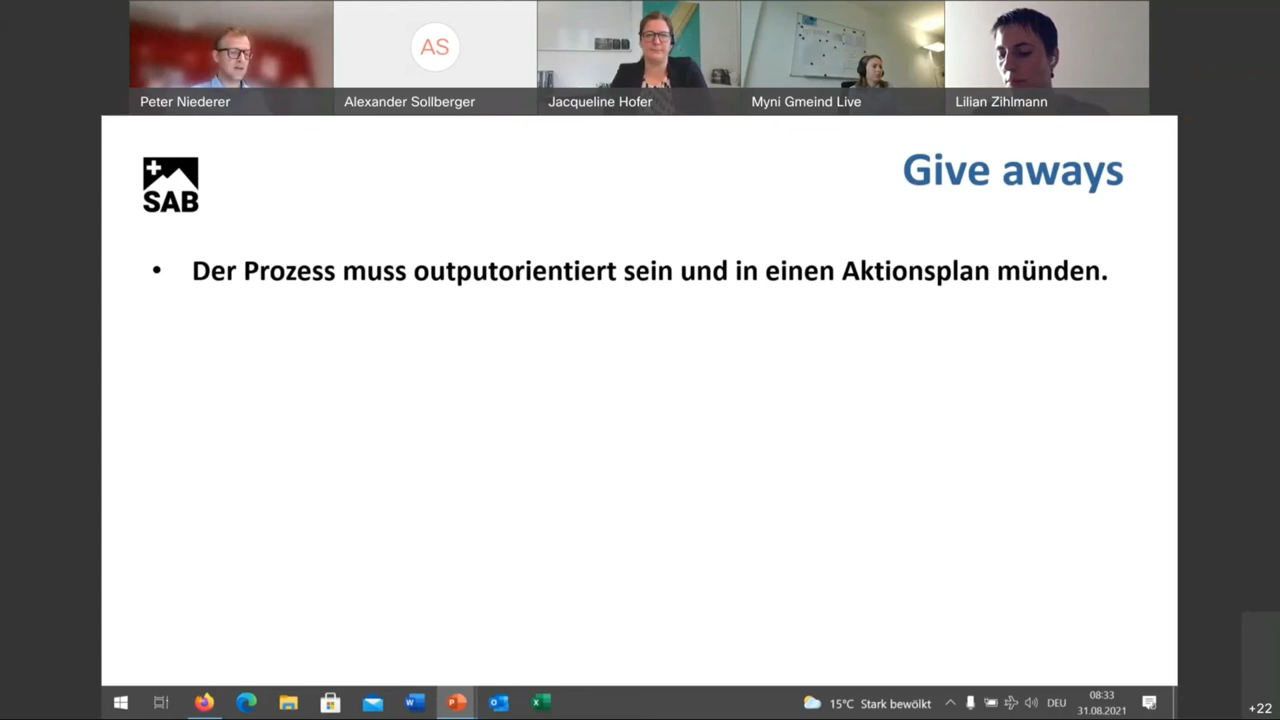 Peter Niederer
AS
Alexander Sollberger
Jacqueline Hofer
Myni Gmeind Live
Lilian Zihlmann
SAB
Give aways
• Der Prozess muss outputorientiert sein und in einen Aktionsplan münden.
15°C Stark bewölkt
DEU
08:33
31.08.2021
+22